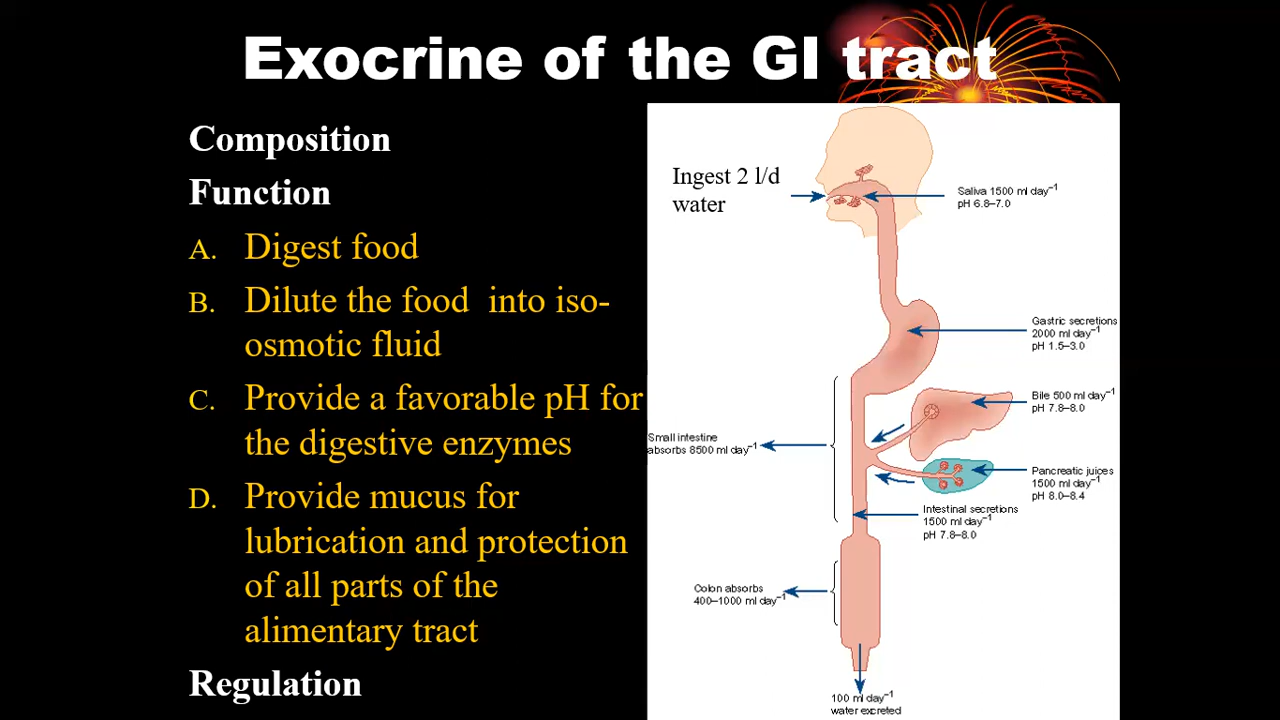 Exocrine of the GI tract
Composition
Function
A. Digest food
B. Dilute the food into iso-
osmotic fluid
C. Provide a favorable pH for
the digestive enzymes
D. Provide mucus for
lubrication and protection
of all parts of the
alimentary tract
Regulation
Ingest 2 l/d
water
Saliva 1500 ml day⁻¹
pH 6.8–7.0
Gastric secretions
2000 ml day⁻¹
pH 1.5–3.0
Bile 500 ml day⁻¹
pH 7.8–8.0
Small intestine
absorbs 8500 ml day⁻¹
Pancreatic juices
1500 ml day⁻¹
pH 8.0–8.4
Intestinal secretions
1500 ml day⁻¹
pH 7.8–8.0
Colon absorbs
400–1000 ml day⁻¹
100 ml day⁻¹
water excreted